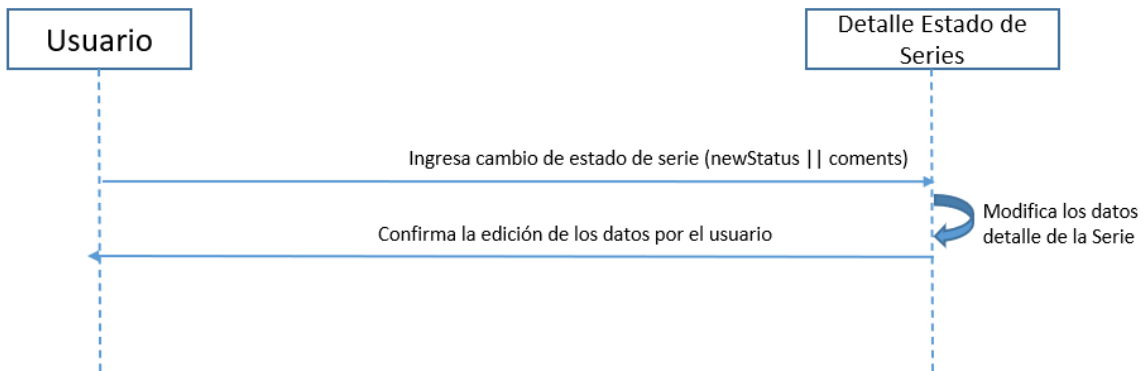 Usuario
Detalle Estado de
Series
Ingresa cambio de estado de serie (newStatus || coments)
Modifica los datos
detalle de la Serie
Confirma la edición de los datos por el usuario